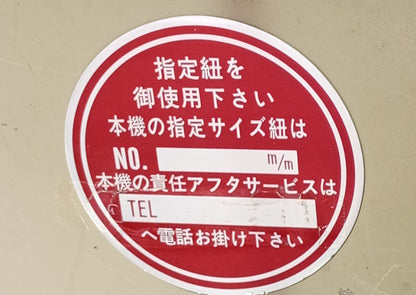 指定紐を
御使用下さい
本機の指定サイズ紐は
NO. m/m
本機の責任アフタサービスは
TEL
へ電話お掛け下さい